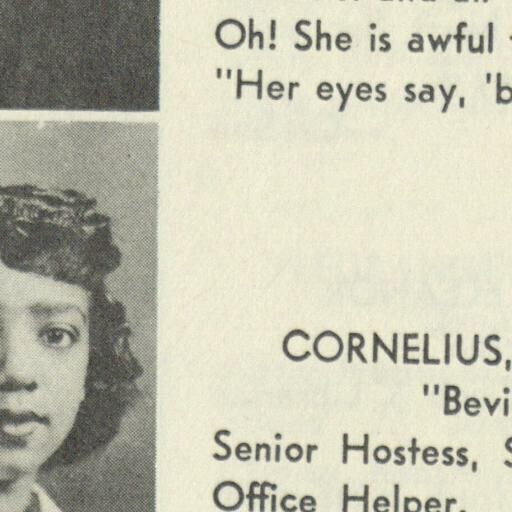 Oh! She is awful
"Her eyes say, 'b
CORNELIUS,
"Bevi
Senior Hostess, S
Office Helper.